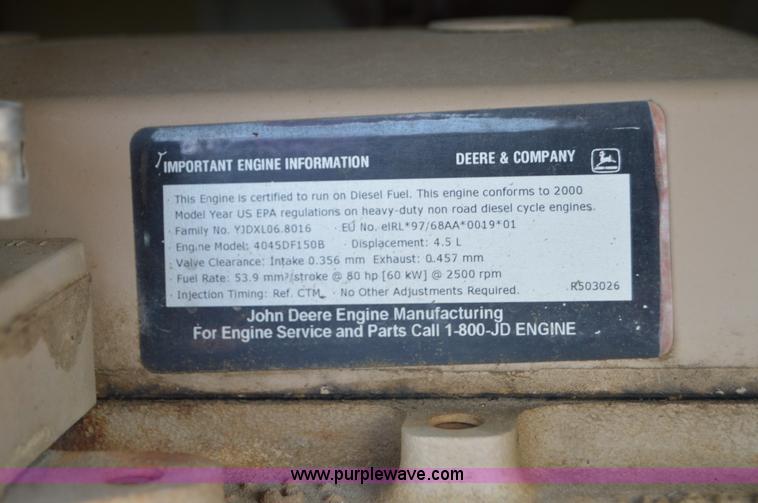 IMPORTANT ENGINE INFORMATION DEERE & COMPANY
This Engine is certified to run on Diesel Fuel. This engine conforms to 2000
Model Year US EPA regulations on heavy-duty non road diesel cycle engines.
Family No. YJDXL06.8016 EU No. eIRL*97/68AA*0019*01
Engine Model: 4045DF150B Displacement: 4.5 L
Valve Clearance: Intake 0.356 mm Exhaust: 0.457 mm
Fuel Rate: 53.9 mm³/stroke @ 80 hp [60 kW] @ 2500 rpm
Injection Timing: Ref. CTM. No Other Adjustments Required. R503026
John Deere Engine Manufacturing
For Engine Service and Parts Call 1-800-JD ENGINE
www.purplewave.com